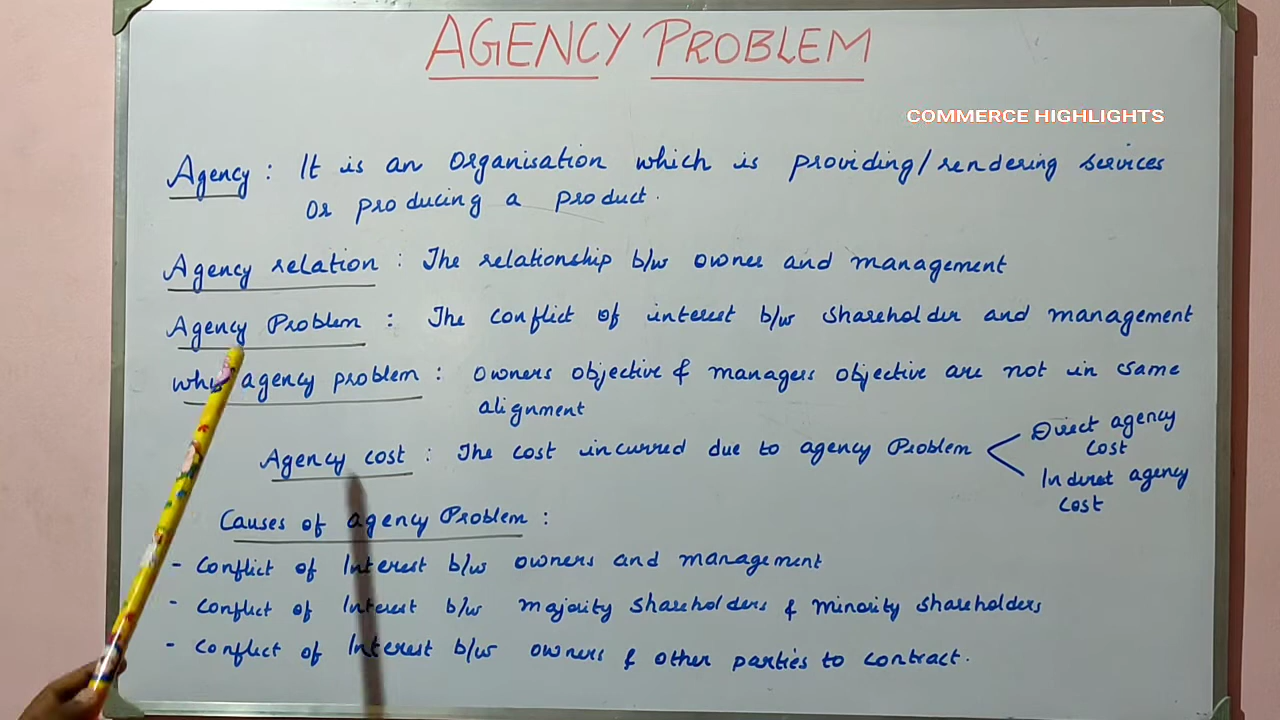 AGENCY PROBLEM
COMMERCE HIGHLIGHTS
Agency : It is an organisation which is providing/rendering services
or producing a product.
Agency relation : The relationship b/w owner and management
Agency Problem : The conflict of interest b/w shareholder and management
why agency problem : owners objective & managers objective are not in same
alignment
Agency cost : The cost incurred due to agency Problem
Direct agency
cost
Indirect agency
cost
Causes of agency Problem :
- conflict of Interest b/w owners and management
- conflict of Interest b/w majority shareholders & minority shareholders
- conflict of Interest b/w owners & other parties to contract.